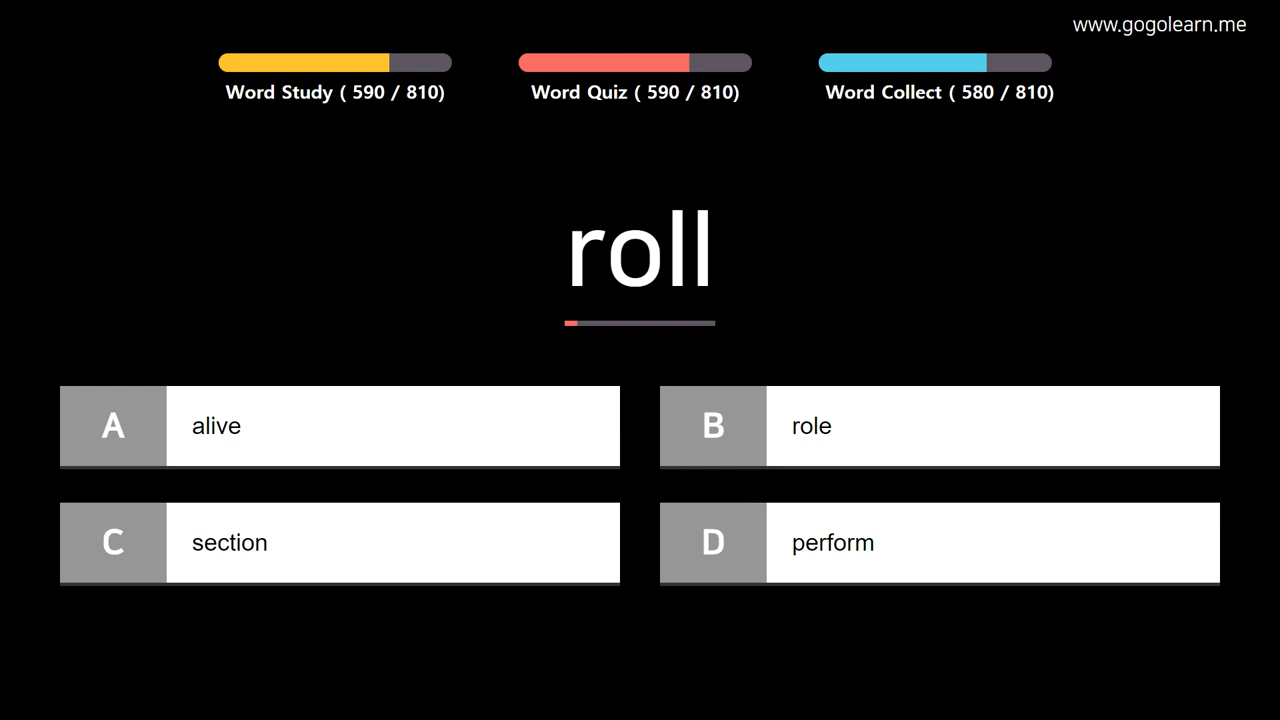 www.gogolearn.me
Word Study ( 590 / 810)
Word Quiz ( 590 / 810)
Word Collect ( 580 / 810)
roll
A alive
B role
C section
D perform